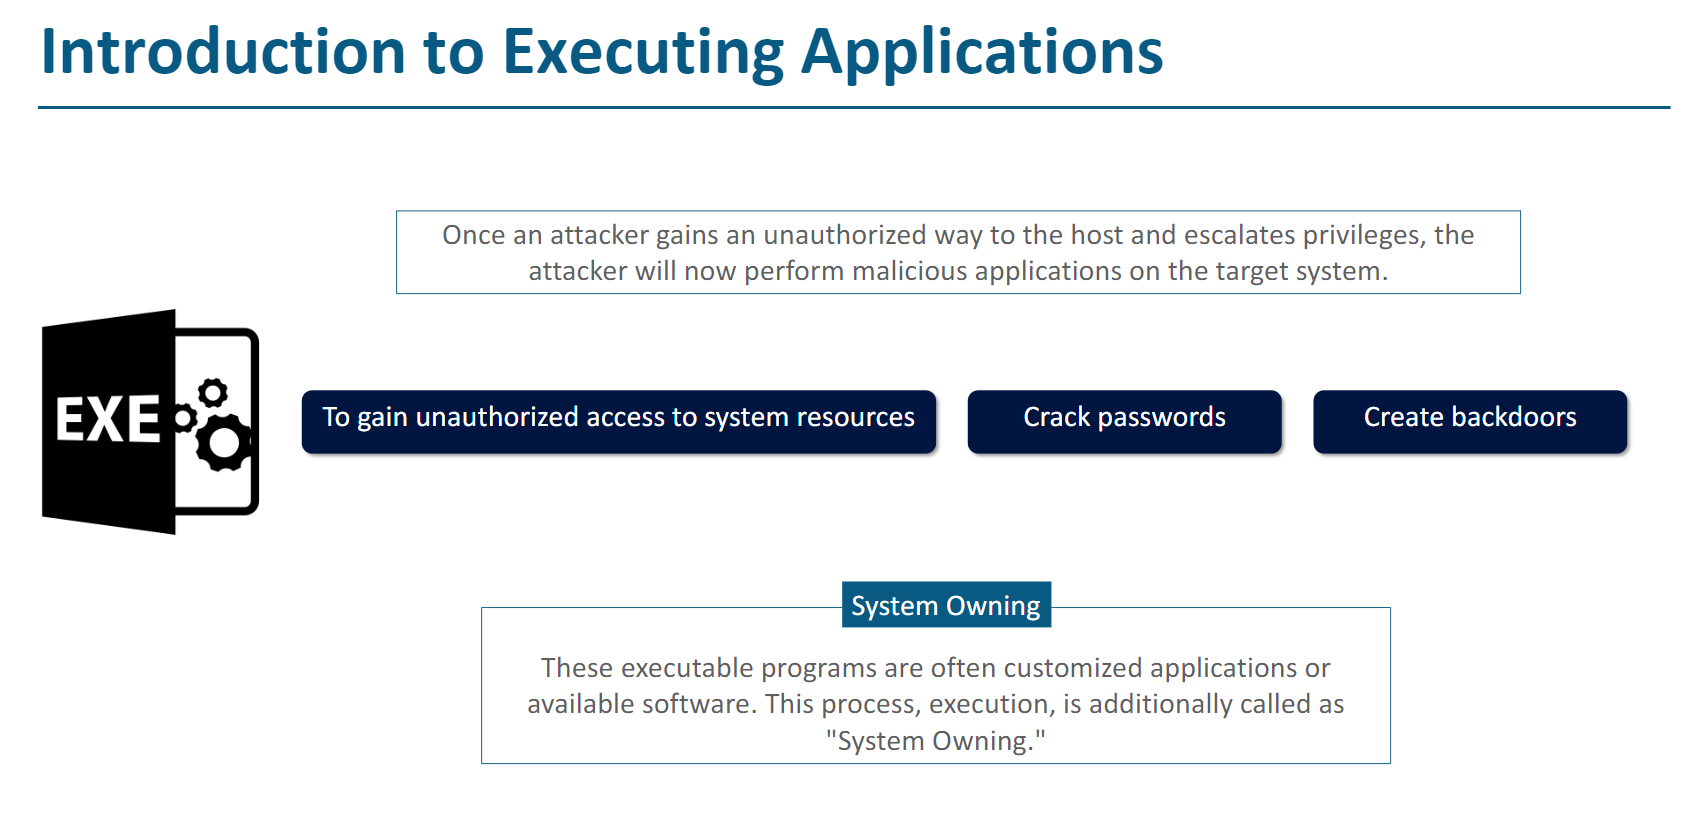 Introduction to Executing Applications
Once an attacker gains an unauthorized way to the host and escalates privileges, the
attacker will now perform malicious applications on the target system.
EXE
To gain unauthorized access to system resources
Crack passwords
Create backdoors
System Owning
These executable programs are often customized applications or
available software. This process, execution, is additionally called as
"System Owning."